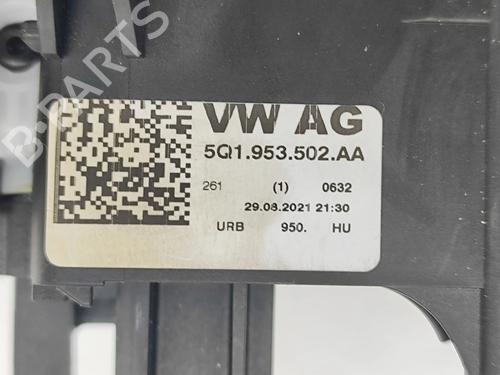 VW AG
5Q1.953.502.AA
261 (1) 0632
29.08.2021 21:30
URB 950. HU
B-PARTS